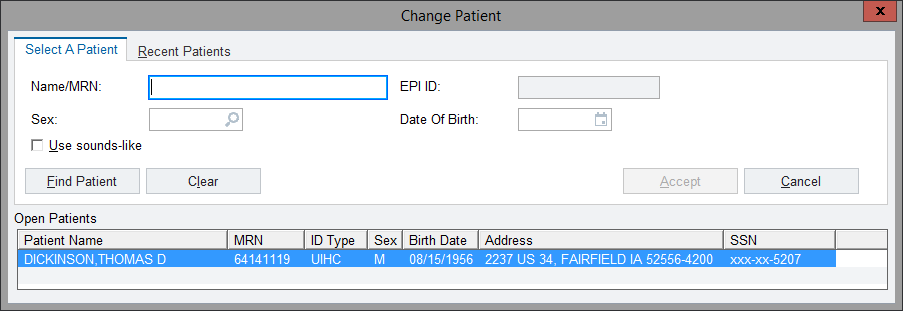 Change Patient
x
Select A Patient Recent Patients
Name/MRN: EPI ID:
Sex: Date Of Birth:
Use sounds-like
Find Patient Clear Accept Cancel
Open Patients
Patient Name MRN ID Type Sex Birth Date Address SSN
DICKINSON,THOMAS D 64141119 UIHC M 08/15/1956 2237 US 34, FAIRFIELD IA 52556-4200 xxx-xx-5207